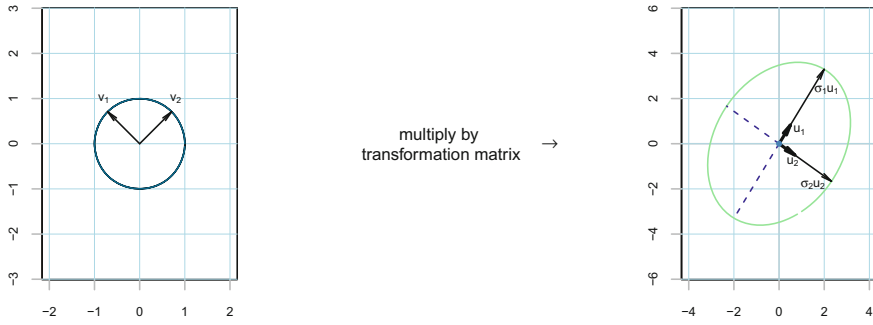 3
2
1
0
−1
−2
−3
−2 −1 0 1 2
v1 v2
multiply by
transformation matrix →
6
4
2
0
−2
−4
−6
−4 −2 0 2 4
σ1u1
u1
u2
σ2u2